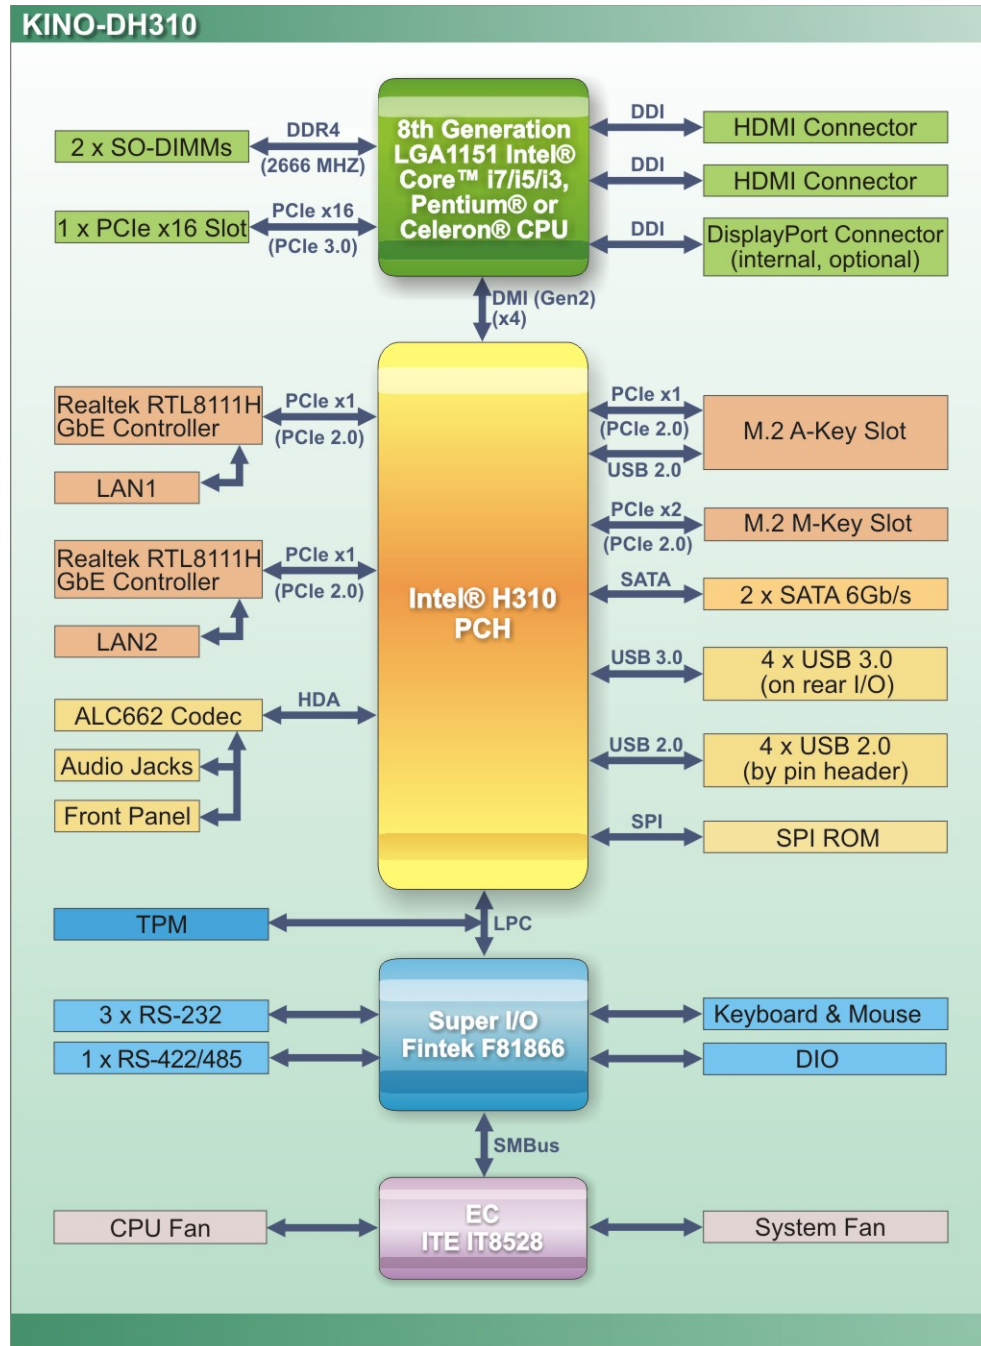 KINO-DH310
8th Generation
LGA1151 Intel®
Core™ i7/i5/i3,
Pentium® or
Celeron® CPU
2 x SO-DIMMs
DDR4
(2666 MHZ)
1 x PCIe x16 Slot
PCIe x16
(PCIe 3.0)
DDI
HDMI Connector
DDI
HDMI Connector
DDI
DisplayPort Connector
(internal, optional)
DMI (Gen2)
(x4)
Intel® H310
PCH
Realtek RTL8111H
GbE Controller
PCIe x1
(PCIe 2.0)
LAN1
Realtek RTL8111H
GbE Controller
PCIe x1
(PCIe 2.0)
LAN2
ALC662 Codec
HDA
Audio Jacks
Front Panel
PCIe x1
(PCIe 2.0)
USB 2.0
M.2 A-Key Slot
PCIe x2
(PCIe 2.0)
M.2 M-Key Slot
SATA
2 x SATA 6Gb/s
USB 3.0
4 x USB 3.0
(on rear I/O)
USB 2.0
4 x USB 2.0
(by pin header)
SPI
SPI ROM
TPM
LPC
3 x RS-232
1 x RS-422/485
Super I/O
Fintek F81866
Keyboard & Mouse
DIO
SMBus
CPU Fan
EC
ITE IT8528
System Fan